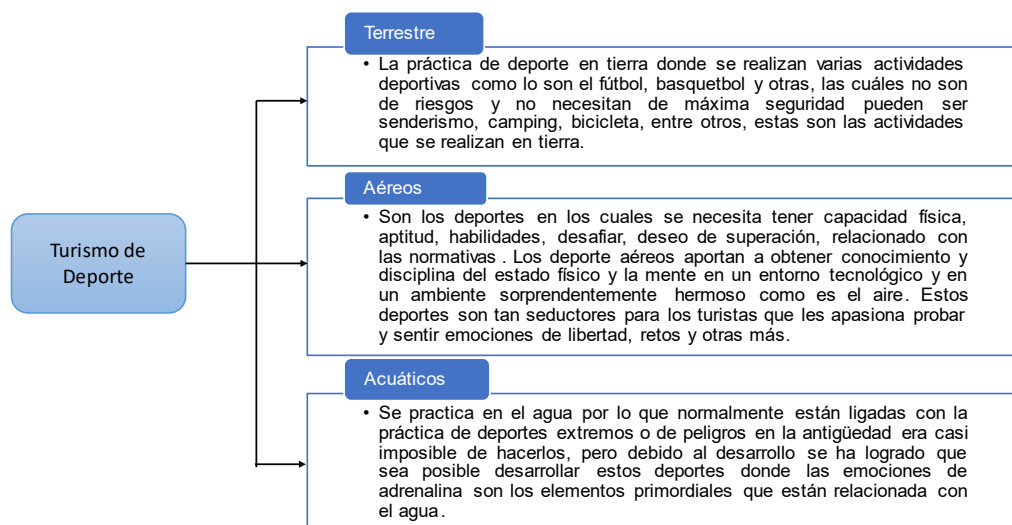 Turismo de
Deporte
Terrestre
• La práctica de deporte en tierra donde se realizan varias actividades
deportivas como lo son el fútbol, basquetbol y otras, las cuáles no son
de riesgos y no necesitan de máxima seguridad pueden ser
senderismo, camping, bicicleta, entre otros, estas son las actividades
que se realizan en tierra.
Aéreos
• Son los deportes en los cuales se necesita tener capacidad física,
aptitud, habilidades, desafiar, deseo de superación, relacionado con
las normativas . Los deporte aéreos aportan a obtener conocimiento y
disciplina del estado físico y la mente en un entorno tecnológico y en
un ambiente sorprendentemente hermoso como es el aire. Estos
deportes son tan seductores para los turistas que les apasiona probar
y sentir emociones de libertad, retos y otras más.
Acuáticos
• Se practica en el agua por lo que normalmente están ligadas con la
práctica de deportes extremos o de peligros en la antigüedad era casi
imposible de hacerlos, pero debido al desarrollo se ha logrado que
sea posible desarrollar estos deportes donde las emociones de
adrenalina son los elementos primordiales que están relacionada con
el agua.